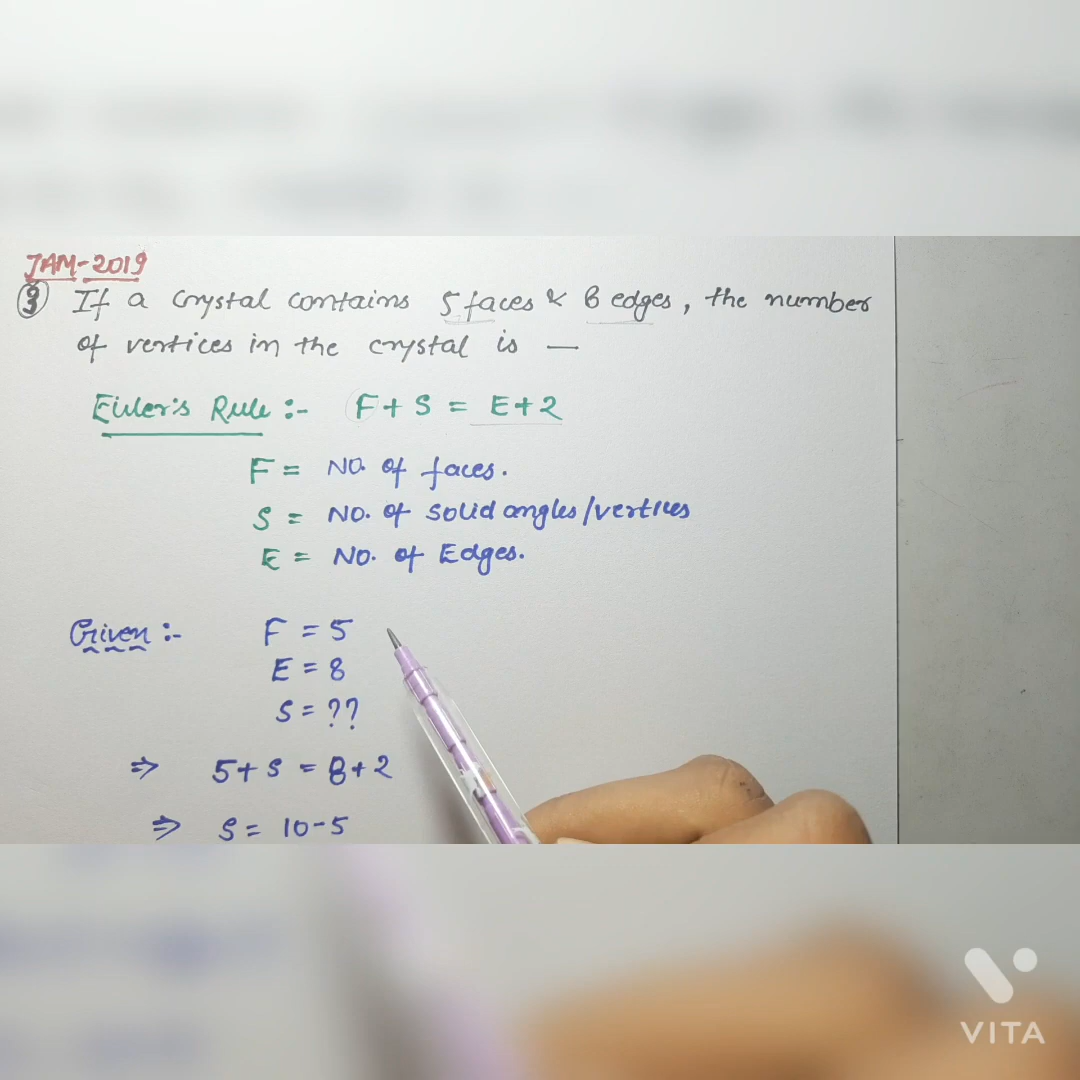 JAM-2019
Q3 If a crystal contains 5 faces & 8 edges, the number
of vertices in the crystal is —
Euler's Rule :- F + S = E + 2
F = No. of faces.
S = No. of solid angles/vertices
E = No. of Edges.
Given :- F = 5
E = 8
S = ??
⇒ 5 + S = 8 + 2
⇒ S = 10 - 5
VITA